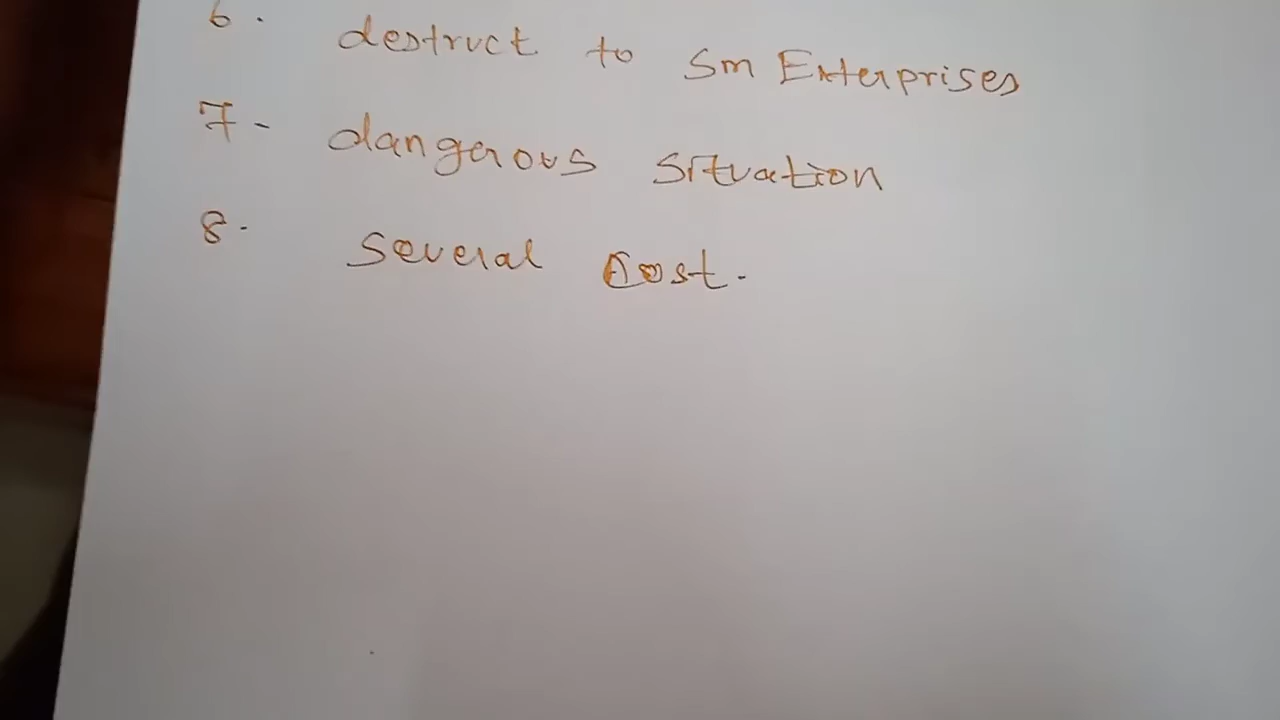 6. destruct to Sm Enterprises
7- dangerous situation
8. Several Cost.